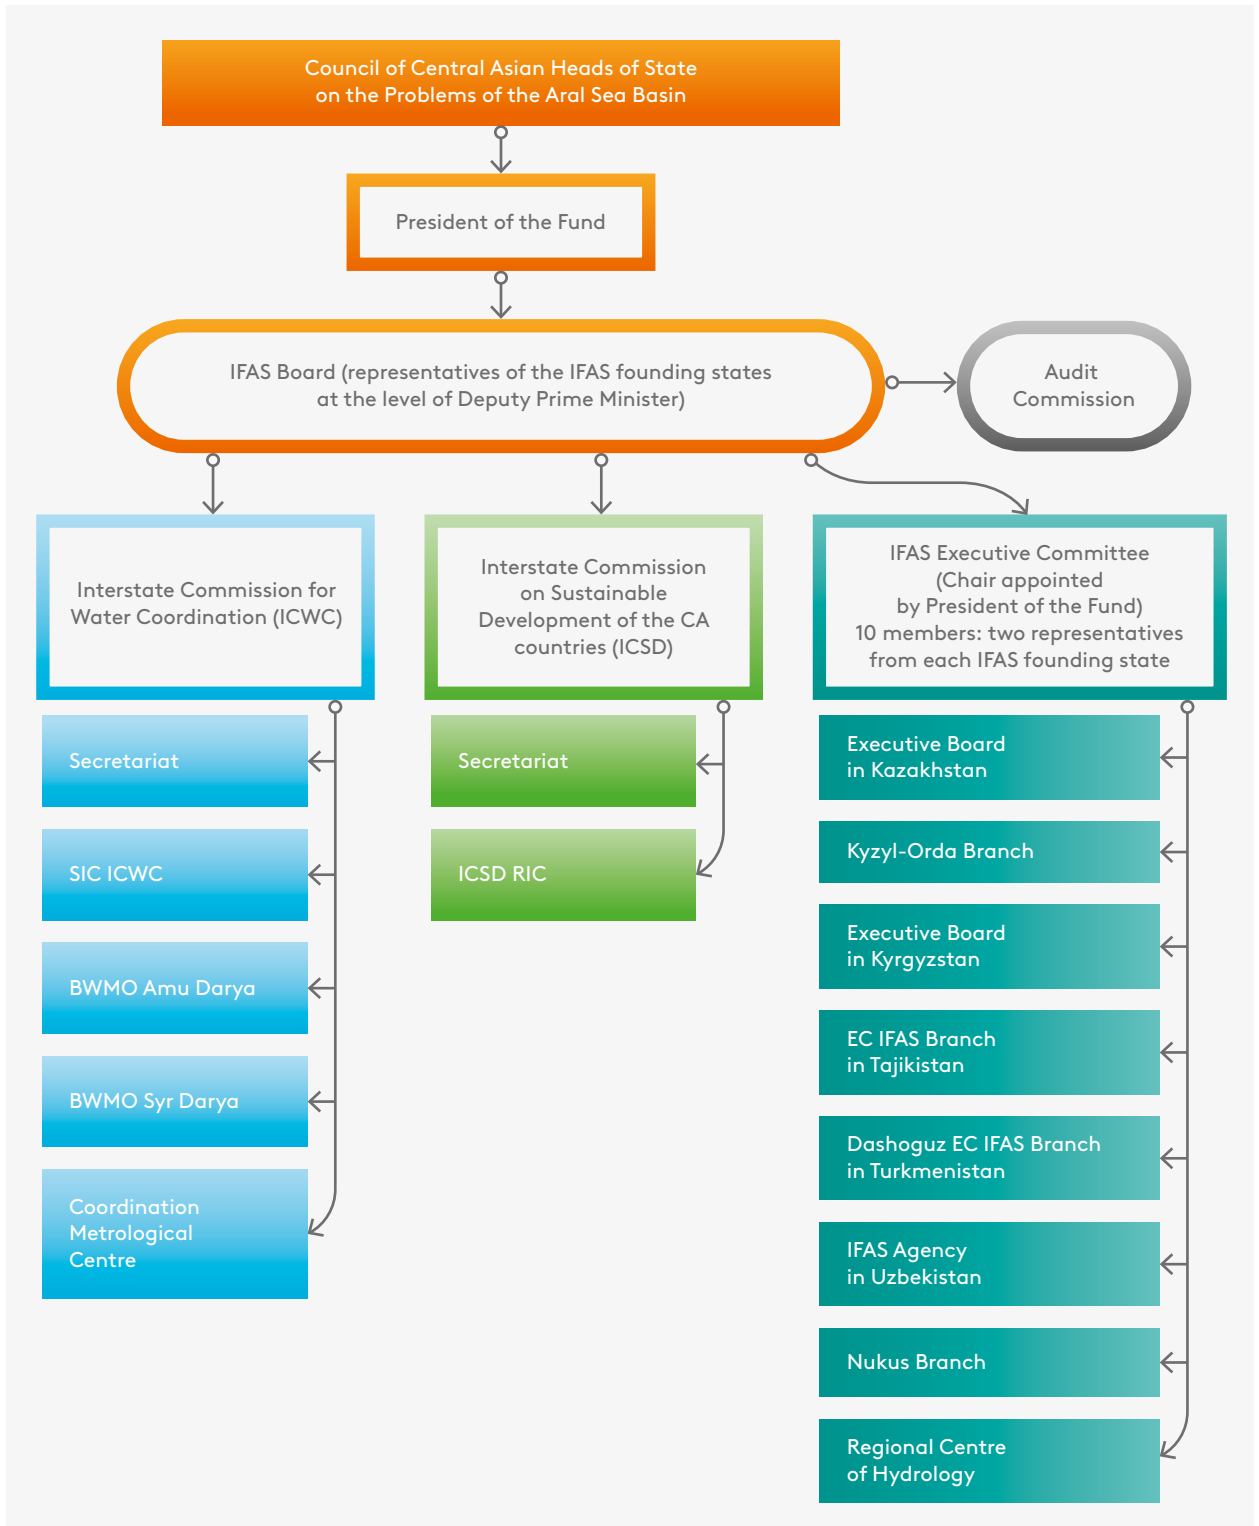 Council of Central Asian Heads of State
on the Problems of the Aral Sea Basin
President of the Fund
IFAS Board (representatives of the IFAS founding states
at the level of Deputy Prime Minister)
Audit
Commission
Interstate Commission for
Water Coordination (ICWC)
Secretariat
SIC ICWC
BWMO Amu Darya
BWMO Syr Darya
Coordination
Metrological
Centre
Interstate Commission
on Sustainable
Development of the CA
countries (ICSD)
Secretariat
ICSD RIC
IFAS Executive Committee
(Chair appointed
by President of the Fund)
10 members: two representatives
from each IFAS founding state
Executive Board
in Kazakhstan
Kyzyl-Orda Branch
Executive Board
in Kyrgyzstan
EC IFAS Branch
in Tajikistan
Dashoguz EC IFAS Branch
in Turkmenistan
IFAS Agency
in Uzbekistan
Nukus Branch
Regional Centre
of Hydrology